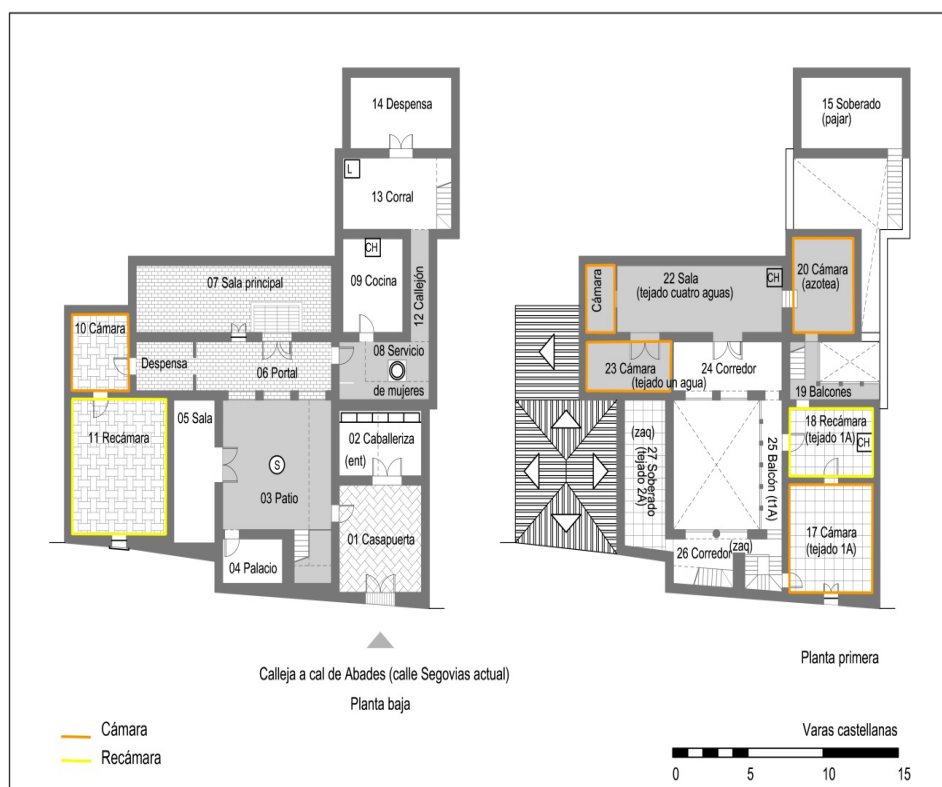 14 Despensa
L
13 Corral
CH
09 Cocina
12 Callejón
07 Sala principal
10 Cámara
Despensa
06 Portal
08 Servicio
de mujeres
05 Sala
11 Recámara
02 Caballeriza
(ent)
S
03 Patio
01 Casapuerta
04 Palacio
15 Soberado
(pajar)
20 Cámara
(azotea)
Cámara
22 Sala
(tejado cuatro aguas)
CH
23 Cámara
(tejado un agua)
24 Corredor
19 Balcones
18 Recámara
(tejado 1A)
CH
(zaq)
27 Soberado
(tejado 2A)
25 Balcón (t1A)
17 Cámara
(tejado 1A)
26 Corredor
(zaq)
Calleja a cal de Abades (calle Segovias actual)
Planta baja
Planta primera
Cámara
Recámara
Varas castellanas
0 5 10 15